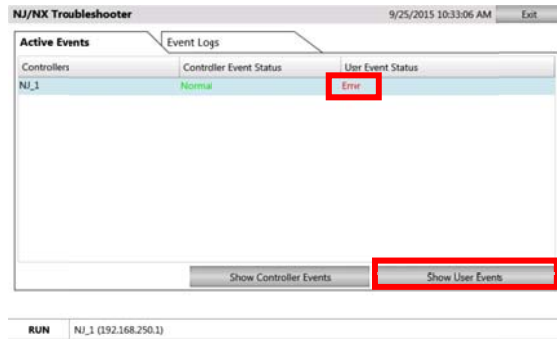 NJ/NX Troubleshooter 9/25/2015 10:33:06 AM Exit
Active Events Event Logs
Controllers Controller Event Status User Event Status
NJ_1 Normal Error
Show Controller Events Show User Events
RUN NJ_1 (192.168.250.1)